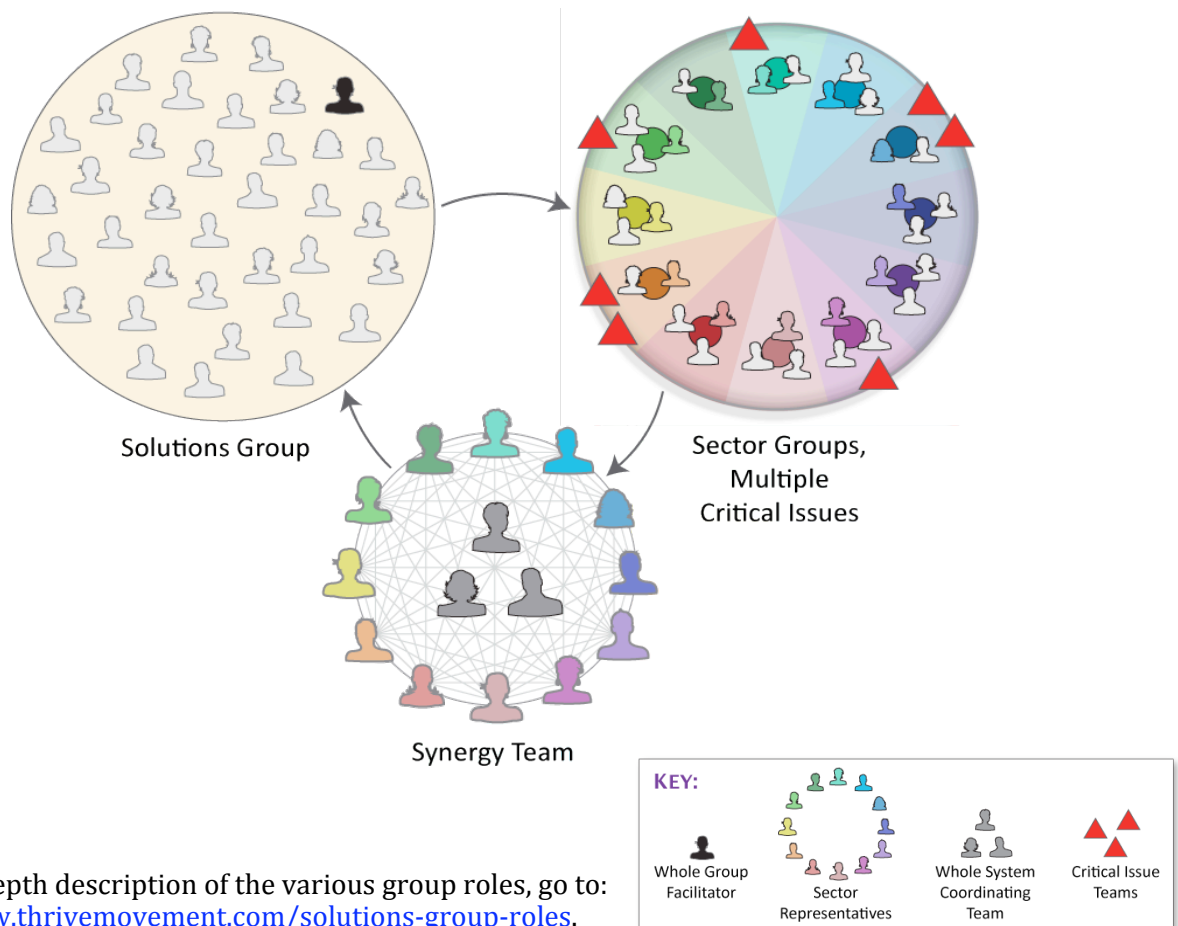 Solutions Group
Sector Groups,
Multiple
Critical Issues
Synergy Team
KEY:
Whole Group
Facilitator
Sector
Representatives
Whole System
Coordinating
Team
Critical Issue
Teams
epth description of the various group roles, go to:
w.thrivemovement.com/solutions-group-roles.